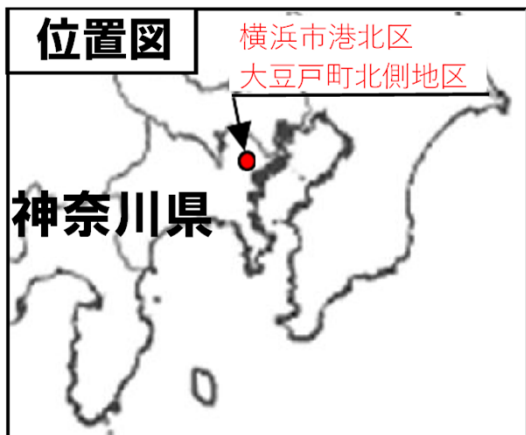 位置図
横浜市港北区
大豆戸町北側地区
神奈川県